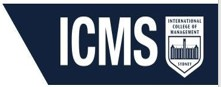 ICMS
INTERNATIONAL
COLLEGE OF
MANAGEMENT
SYDNEY